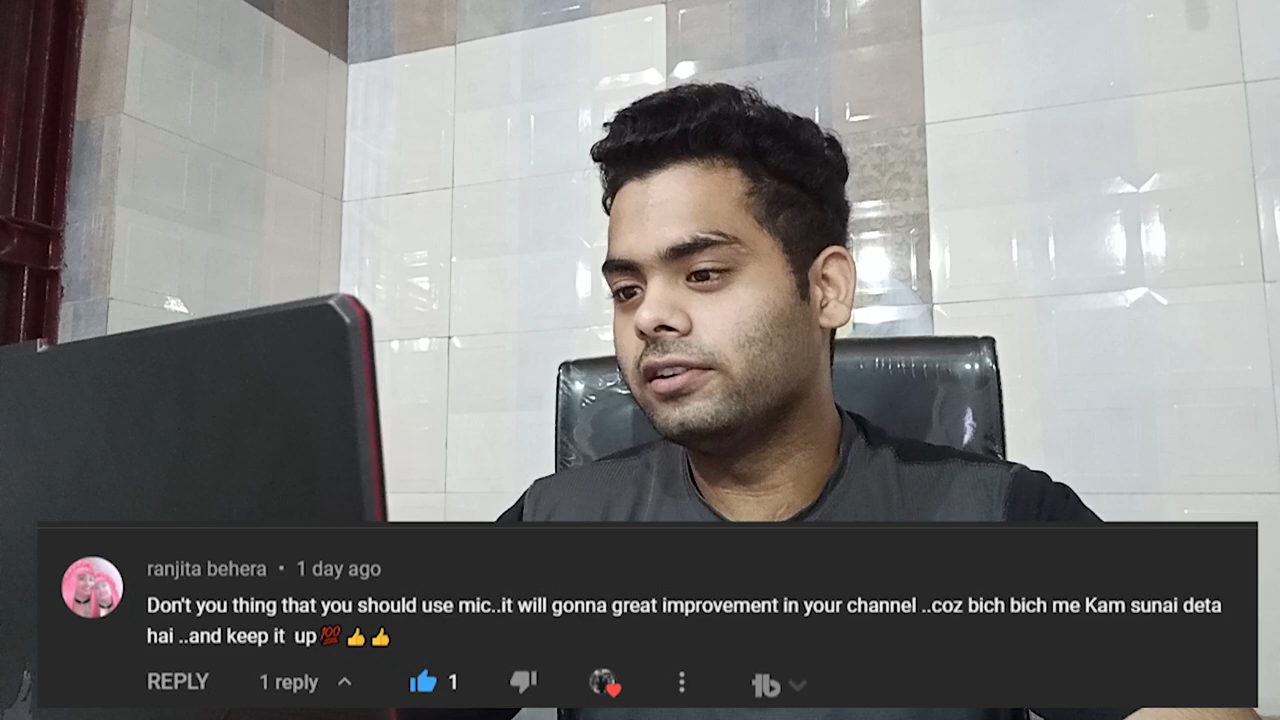 ranjita behera • 1 day ago
Don't you thing that you should use mic..it will gonna great improvement in your channel ..coz bich bich me Kam sunai deta
hai ..and keep it up💯👍👍
REPLY 1 reply 1